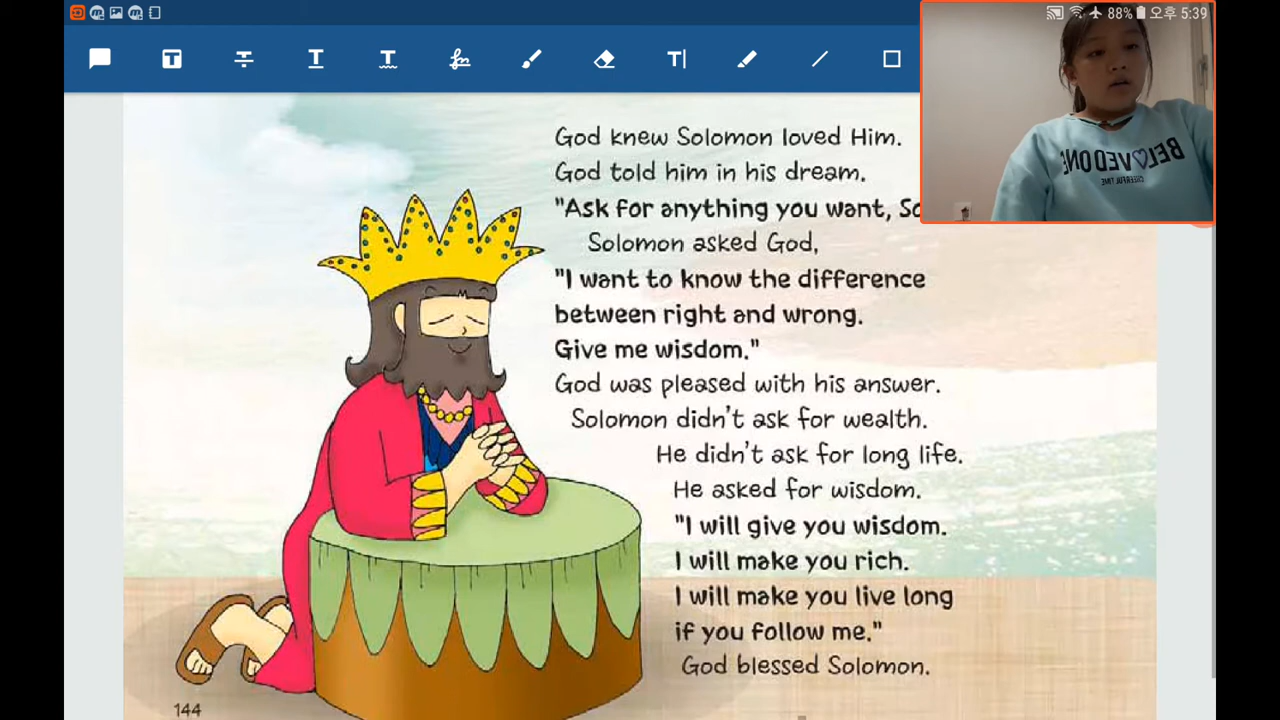 88% 오후 5:39
God knew Solomon loved Him.
God told him in his dream.
"Ask for anything you want,
Solomon asked God,
"I want to know the difference
between right and wrong.
Give me wisdom."
God was pleased with his answer.
Solomon didn't ask for wealth.
He didn't ask for long life.
He asked for wisdom.
"I will give you wisdom.
I will make you rich.
I will make you live long
if you follow me."
God blessed Solomon.
144
BELOVEDONE
CHEERFUL TIME